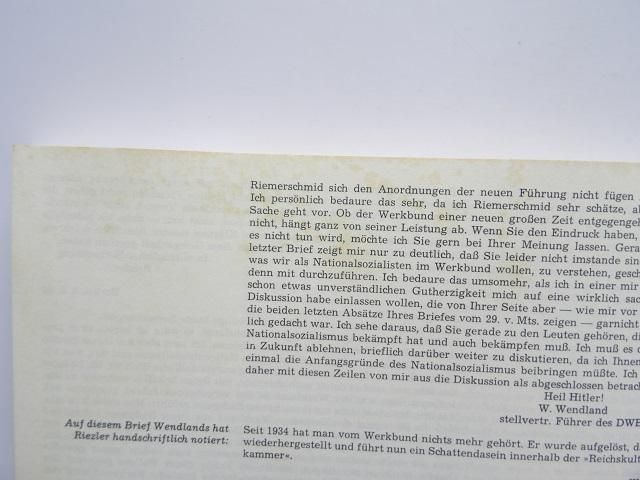 Riemerschmid sich den Anordnungen der neuen Führung nicht fügen
Ich persönlich bedaure das sehr, da ich Riemerschmid sehr schätze,
Sache geht vor. Ob der Werkbund einer neuen großen Zeit entgegengeh
nicht, hängt ganz von seiner Leistung ab. Wenn Sie den Eindruck haben,
es nicht tun wird, möchte ich Sie gern bei Ihrer Meinung lassen. Gera
letzter Brief zeigt mir nur zu deutlich, daß Sie leider nicht imstande sin
was wir als Nationalsozialisten im Werkbund wollen, zu verstehen, gesch
denn mit durchzuführen. Ich bedaure das umsomehr, als ich in einer mir
schon etwas unverständlichen Gutherzigkeit mich auf eine wirklich sac
Diskussion habe einlassen wollen, die von Ihrer Seite aber — wie mir vor
die beiden letzten Absätze Ihres Briefes vom 29. v. Mts. zeigen — garnicht
lich gedacht war. Ich sehe daraus, daß Sie gerade zu den Leuten gehören, di
Nationalsozialismus bekämpft hat und auch bekämpfen muß. Ich muß es
in Zukunft ablehnen, brieflich darüber weiter zu diskutieren, da ich Ihnen
einmal die Anfangsgründe des Nationalsozialismus beibringen müßte. Ich
daher mit diesen Zeilen von mir aus die Diskussion als abgeschlossen betrac
Heil Hitler!
W. Wendland
stellvertr. Führer des DWB
Auf diesem Brief Wendlands hat
Riezler handschriftlich notiert:
Seit 1934 hat man vom Werkbund nichts mehr gehört. Er wurde aufgelöst, da
wiederhergestellt und führt nun ein Schattendasein innerhalb der »Reichskult
kammer«.